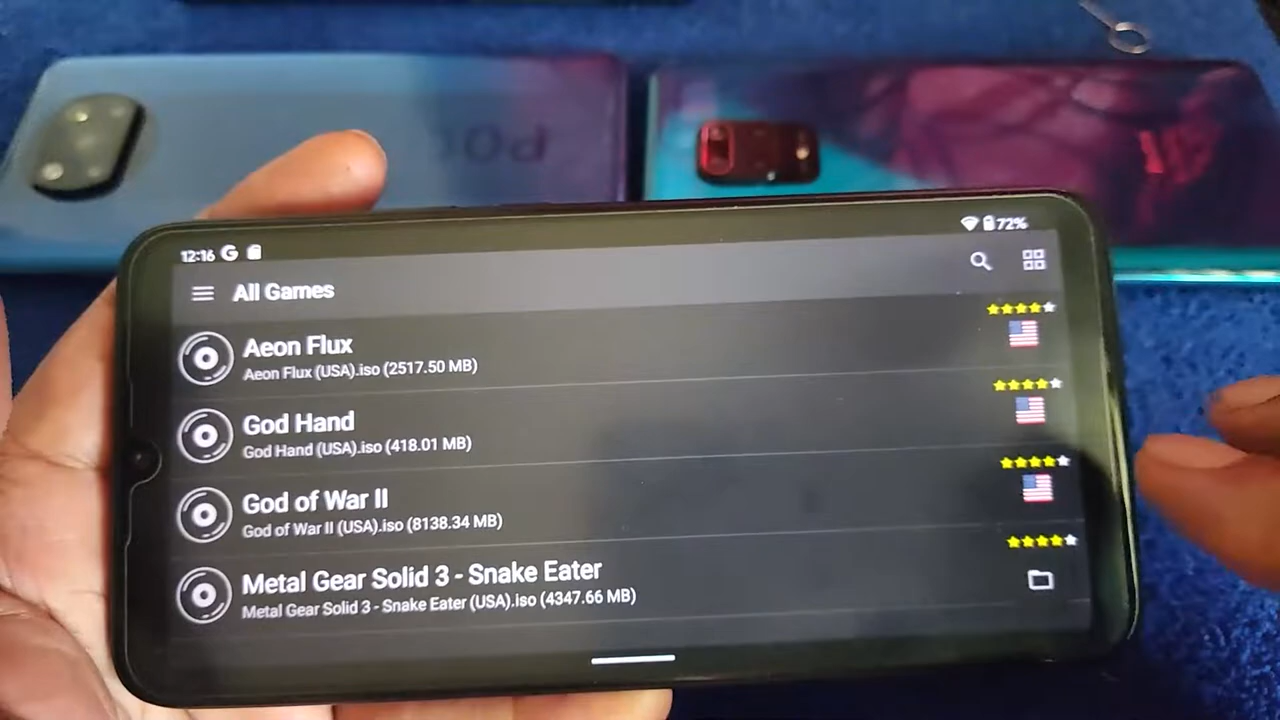 POC
12:16 G 72%
All Games
Aeon Flux
Aeon Flux (USA).iso (2517.50 MB)
God Hand
God Hand (USA).iso (418.01 MB)
God of War II
God of War II (USA).iso (8138.34 MB)
Metal Gear Solid 3 - Snake Eater
Metal Gear Solid 3 - Snake Eater (USA).iso (4347.66 MB)